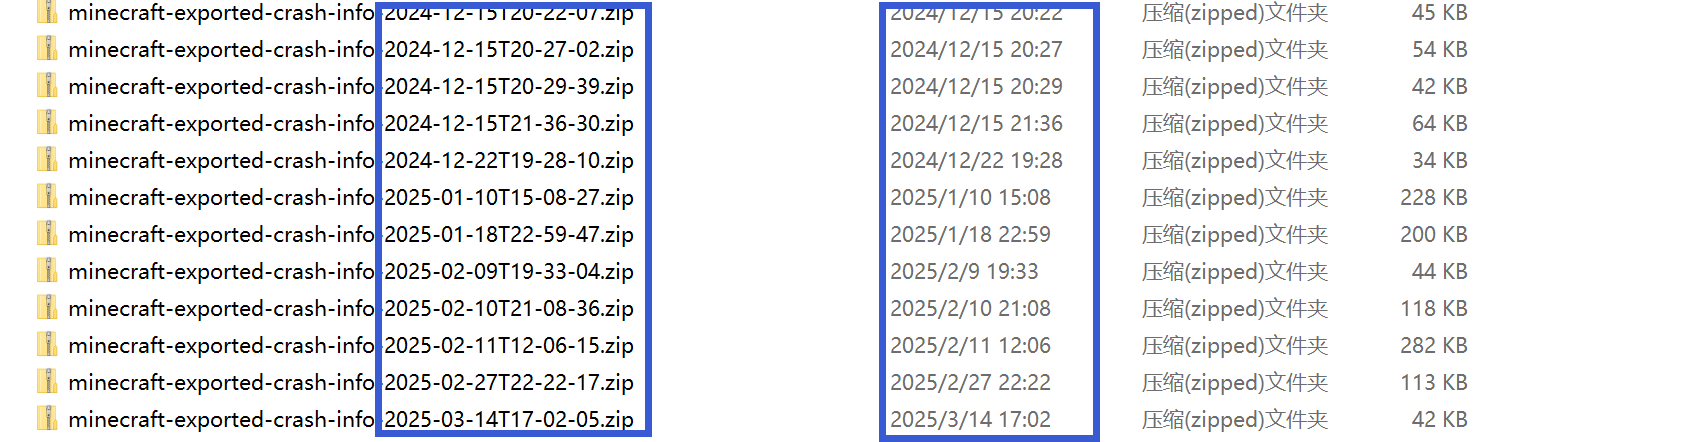 minecraft-exported-crash-info-2024-12-15T20-22-07.zip 2024/12/15 20:22 压缩(zipped)文件夹 45 KB
minecraft-exported-crash-info-2024-12-15T20-27-02.zip 2024/12/15 20:27 压缩(zipped)文件夹 54 KB
minecraft-exported-crash-info-2024-12-15T20-29-39.zip 2024/12/15 20:29 压缩(zipped)文件夹 42 KB
minecraft-exported-crash-info-2024-12-15T21-36-30.zip 2024/12/15 21:36 压缩(zipped)文件夹 64 KB
minecraft-exported-crash-info-2024-12-22T19-28-10.zip 2024/12/22 19:28 压缩(zipped)文件夹 34 KB
minecraft-exported-crash-info-2025-01-10T15-08-27.zip 2025/1/10 15:08 压缩(zipped)文件夹 228 KB
minecraft-exported-crash-info-2025-01-18T22-59-47.zip 2025/1/18 22:59 压缩(zipped)文件夹 200 KB
minecraft-exported-crash-info-2025-02-09T19-33-04.zip 2025/2/9 19:33 压缩(zipped)文件夹 44 KB
minecraft-exported-crash-info-2025-02-10T21-08-36.zip 2025/2/10 21:08 压缩(zipped)文件夹 118 KB
minecraft-exported-crash-info-2025-02-11T12-06-15.zip 2025/2/11 12:06 压缩(zipped)文件夹 282 KB
minecraft-exported-crash-info-2025-02-27T22-22-17.zip 2025/2/27 22:22 压缩(zipped)文件夹 113 KB
minecraft-exported-crash-info-2025-03-14T17-02-05.zip 2025/3/14 17:02 压缩(zipped)文件夹 42 KB